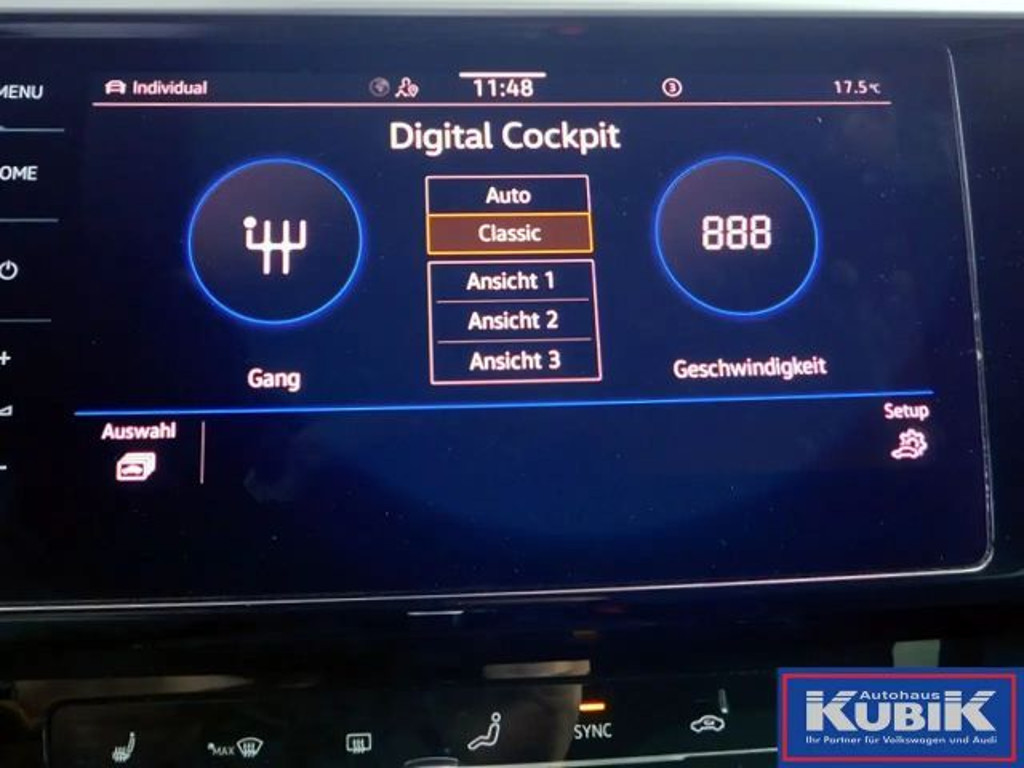 MENU
Individual
11:48
3
17.5°C
Digital Cockpit
OME
Auto
Classic
888
Ansicht 1
Ansicht 2
Ansicht 3
Gang
Geschwindigkeit
Auswahl
Setup
MAX
SYNC
Autohaus
KUBIK
Ihr Partner für Volkswagen und Audi